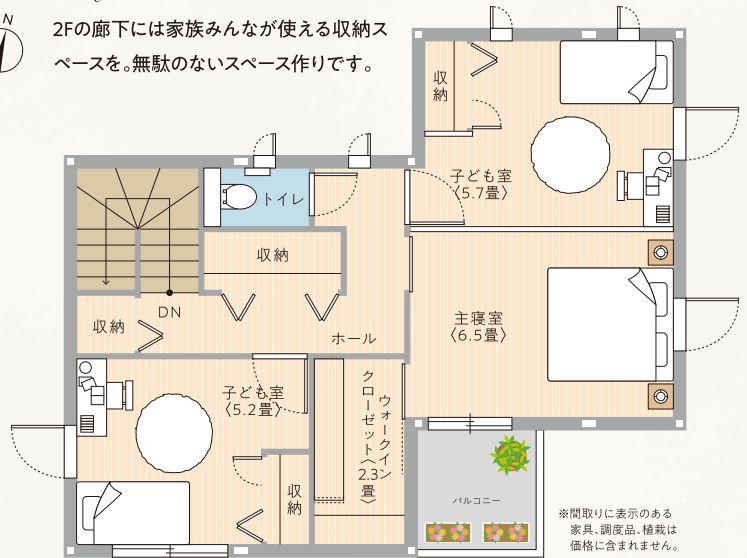 N
2Fの廊下には家族みんなが使える収納ス
ペースを。無駄のないスペース作りです。
収納
子ども室
〈5.7畳〉
トイレ
収納
主寝室
〈6.5畳〉
DN
収納
ホール
子ども室
〈5.2畳〉
ウォークイン
クローゼット〈2.3畳〉
収納
バルコニー
※間取りに表示のある
家具、調度品、植栽は
価格に含まれません。